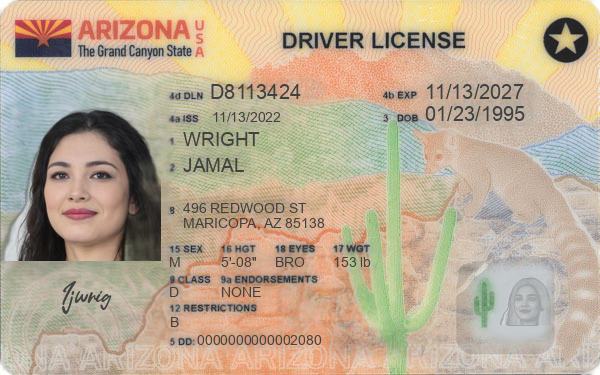 ARIZONA USA
The Grand Canyon State
DRIVER LICENSE
4d DLN D8113424
4b EXP 11/13/2027
4a ISS 11/13/2022
3 DOB 01/23/1995
1 WRIGHT
2 JAMAL
8 496 REDWOOD ST
MARICOPA, AZ 85138
15 SEX 16 HGT 18 EYES 17 WGT
M 5'-08" BRO 153 lb
9 CLASS 9a ENDORSEMENTS
D NONE
12 RESTRICTIONS
B
5 DD: 0000000000002080
ARIZONA ARIZONA ARIZONA ARIZONA